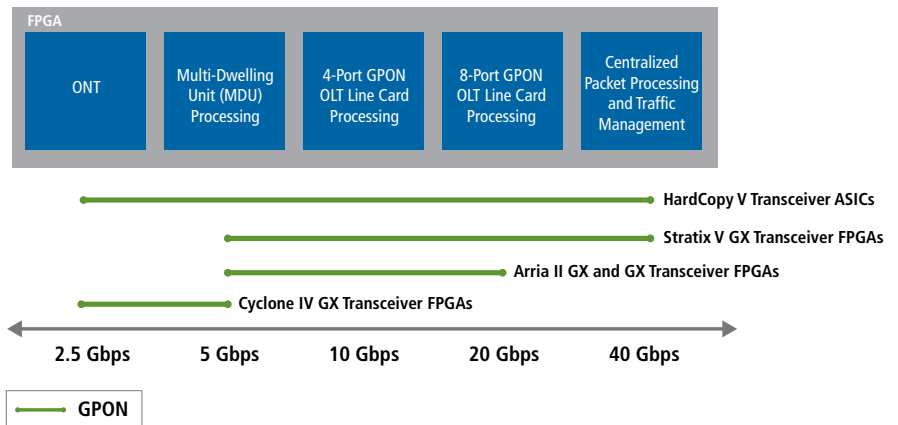 FPGA
ONT
Multi-Dwelling
Unit (MDU)
Processing
4-Port GPON
OLT Line Card
Processing
8-Port GPON
OLT Line Card
Processing
Centralized
Packet Processing
and Traffic
Management
HardCopy V Transceiver ASICs
Stratix V GX Transceiver FPGAs
Arria II GX and GX Transceiver FPGAs
Cyclone IV GX Transceiver FPGAs
2.5 Gbps
5 Gbps
10 Gbps
20 Gbps
40 Gbps
GPON